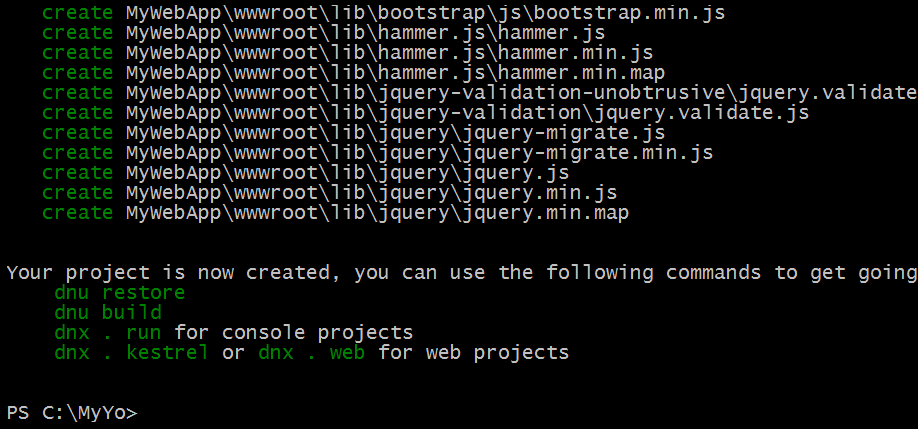 create MyWebApp\wwwroot\lib\bootstrap\js\bootstrap.min.js
create MyWebApp\wwwroot\lib\hammer.js\hammer.js
create MyWebApp\wwwroot\lib\hammer.js\hammer.min.js
create MyWebApp\wwwroot\lib\hammer.js\hammer.min.map
create MyWebApp\wwwroot\lib\jquery-validation-unobtrusive\jquery.validate
create MyWebApp\wwwroot\lib\jquery-validation\jquery.validate.js
create MyWebApp\wwwroot\lib\jquery\jquery-migrate.js
create MyWebApp\wwwroot\lib\jquery\jquery-migrate.min.js
create MyWebApp\wwwroot\lib\jquery\jquery.js
create MyWebApp\wwwroot\lib\jquery\jquery.min.js
create MyWebApp\wwwroot\lib\jquery\jquery.min.map
Your project is now created, you can use the following commands to get going
dnu restore
dnu build
dnx . run for console projects
dnx . kestrel or dnx . web for web projects
PS C:\MyYo>